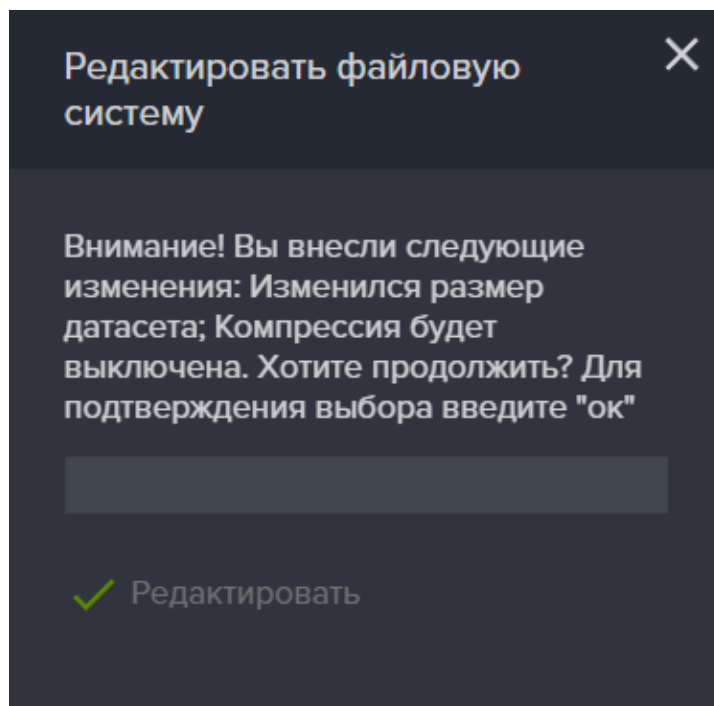 Редактировать файловую
систему
Внимание! Вы внесли следующие
изменения: Изменился размер
датасета; Компрессия будет
выключена. Хотите продолжить? Для
подтверждения выбора введите "ок"
Редактировать